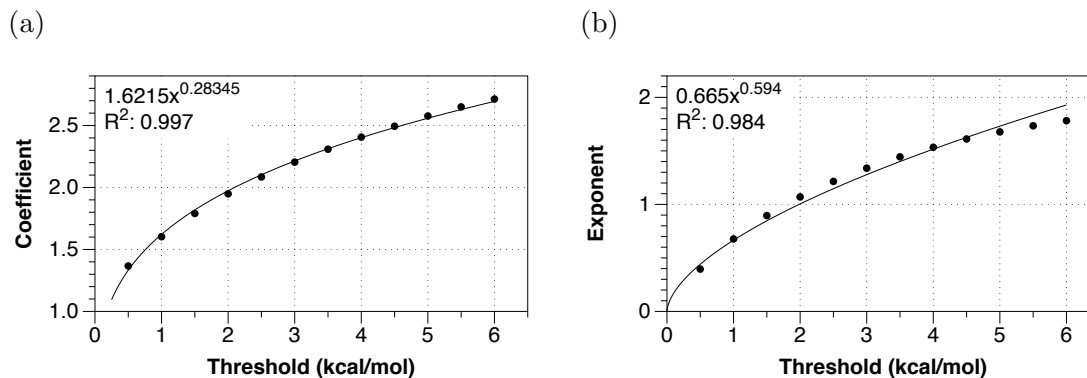 (a)
1.6215x^0.28345
R²: 0.997
2.5
2.0
1.5
1.0
0 1 2 3 4 5 6
Coefficient
Threshold (kcal/mol)
(b)
0.665x^0.594
R²: 0.984
2
1
0
0 1 2 3 4 5 6
Exponent
Threshold (kcal/mol)